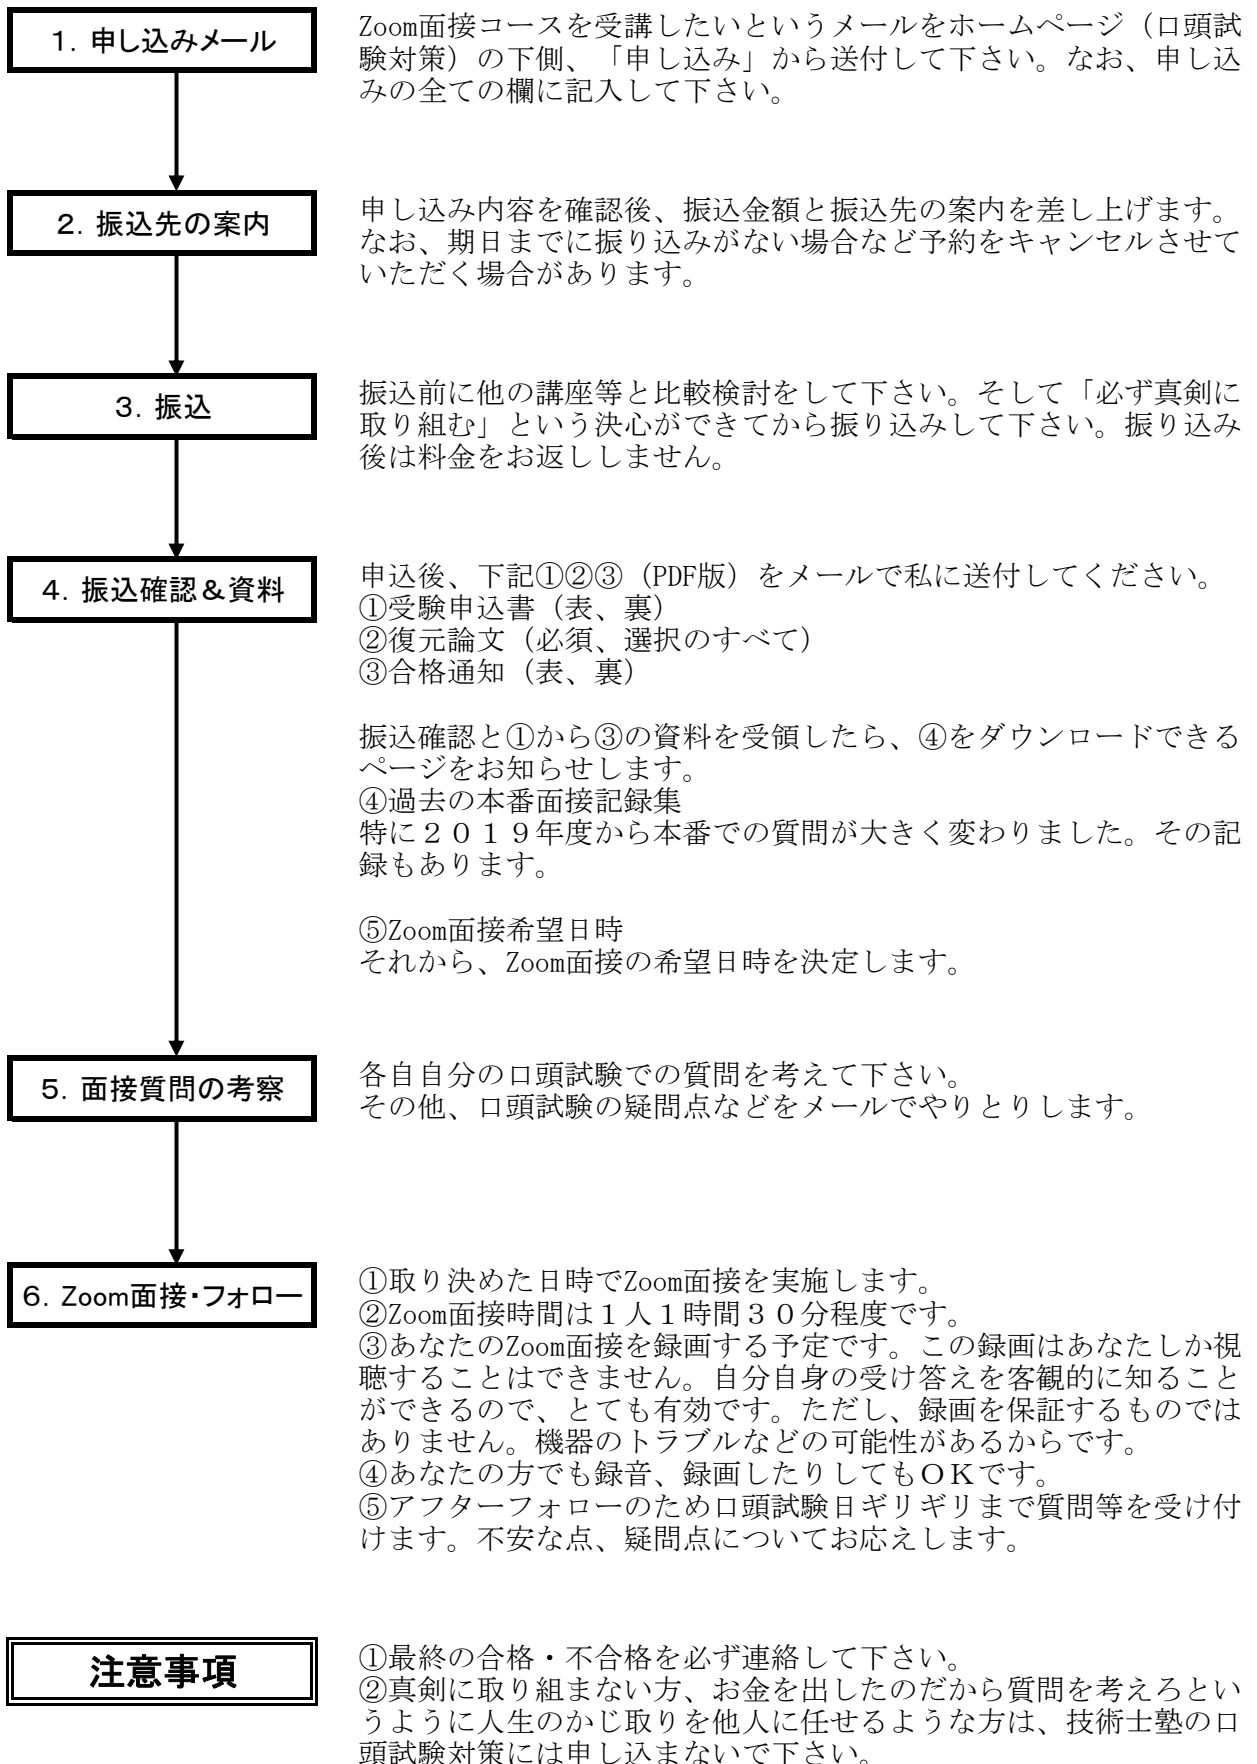 1. 申し込みメール
Zoom面接コースを受講したいというメールをホームページ（口頭試
験対策）の下側、「申し込み」から送付して下さい。なお、申し込
みの全ての欄に記入して下さい。
2. 振込先の案内
申し込み内容を確認後、振込金額と振込先の案内を差し上げます。
なお、期日までに振り込みがない場合など予約をキャンセルさせて
いただく場合があります。
3. 振込
振込前に他の講座等と比較検討をして下さい。そして「必ず真剣に
取り組む」という決心ができてから振り込みして下さい。振り込み
後は料金をお返ししません。
4. 振込確認＆資料
申込後、下記①②③（PDF版）をメールで私に送付してください。
①受験申込書（表、裏）
②復元論文（必須、選択のすべて）
③合格通知（表、裏）
振込確認と①から③の資料を受領したら、④をダウンロードできる
ページをお知らせします。
④過去の本番面接記録集
特に２０１９年度から本番での質問が大きく変わりました。その記
録もあります。
⑤Zoom面接希望日時
それから、Zoom面接の希望日時を決定します。
5. 面接質問の考察
各自自分の口頭試験での質問を考えて下さい。
その他、口頭試験の疑問点などをメールでやりとりします。
6. Zoom面接・フォロー
①取り決めた日時でZoom面接を実施します。
②Zoom面接時間は１人１時間３０分程度です。
③あなたのZoom面接を録画する予定です。この録画はあなたしか視
聴することはできません。自分自身の受け答えを客観的に知ること
ができるので、とても有効です。ただし、録画を保証するものでは
ありません。機器のトラブルなどの可能性があるからです。
④あなたの方でも録音、録画したりしてもＯＫです。
⑤アフターフォローのため口頭試験日ギリギリまで質問等を受け付
けます。不安な点、疑問点についてお応えします。
注意事項
①最終の合格・不合格を必ず連絡して下さい。
②真剣に取り組まない方、お金を出したのだから質問を考えろとい
うように人生のかじ取りを他人に任せるような方は、技術士塾の口
頭試験対策には申し込まないで下さい。